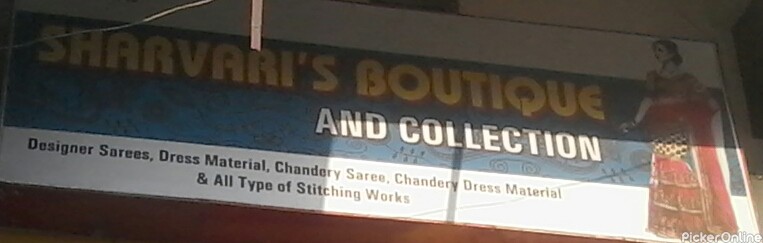 SHARVARI'S BOUTIQUE
AND COLLECTION
Designer Sarees, Dress Material, Chandery Saree, Chandery Dress Material
& All Type of Stitching Works
PickerOnline